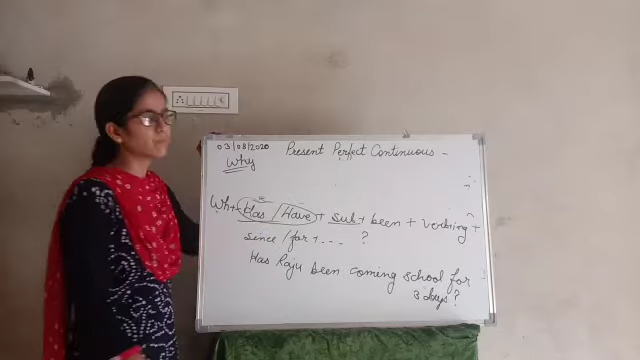 03/08/2020 Present Perfect Continuous -
Why
Wh+ Has / Have + sub + been + verbing +
since / for + .... ?
Has Raju been coming school for
3 days ?